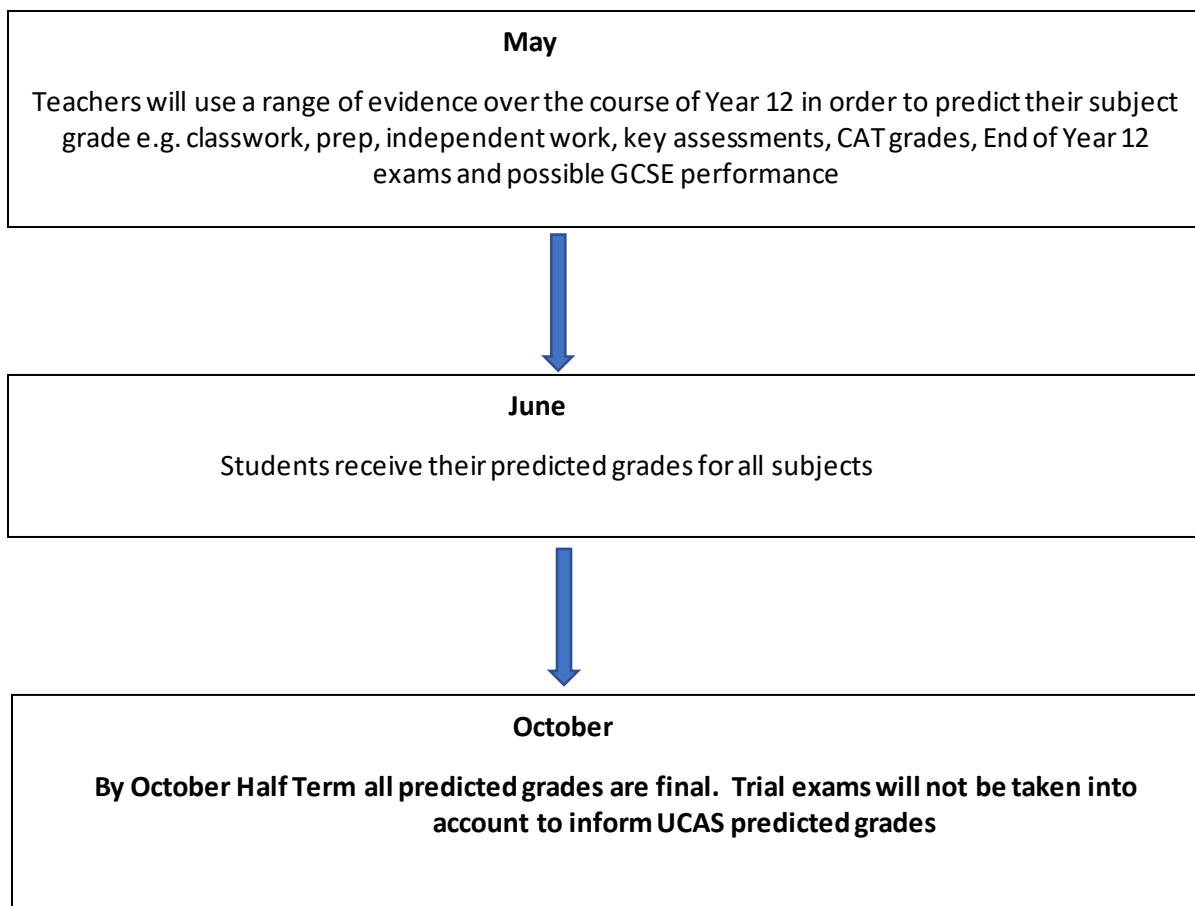 May
Teachers will use a range of evidence over the course of Year 12 in order to predict their subject
grade e.g. classwork, prep, independent work, key assessments, CAT grades, End of Year 12
exams and possible GCSE performance
June
Students receive their predicted grades for all subjects
October
By October Half Term all predicted grades are final. Trial exams will not be taken into
account to inform UCAS predicted grades